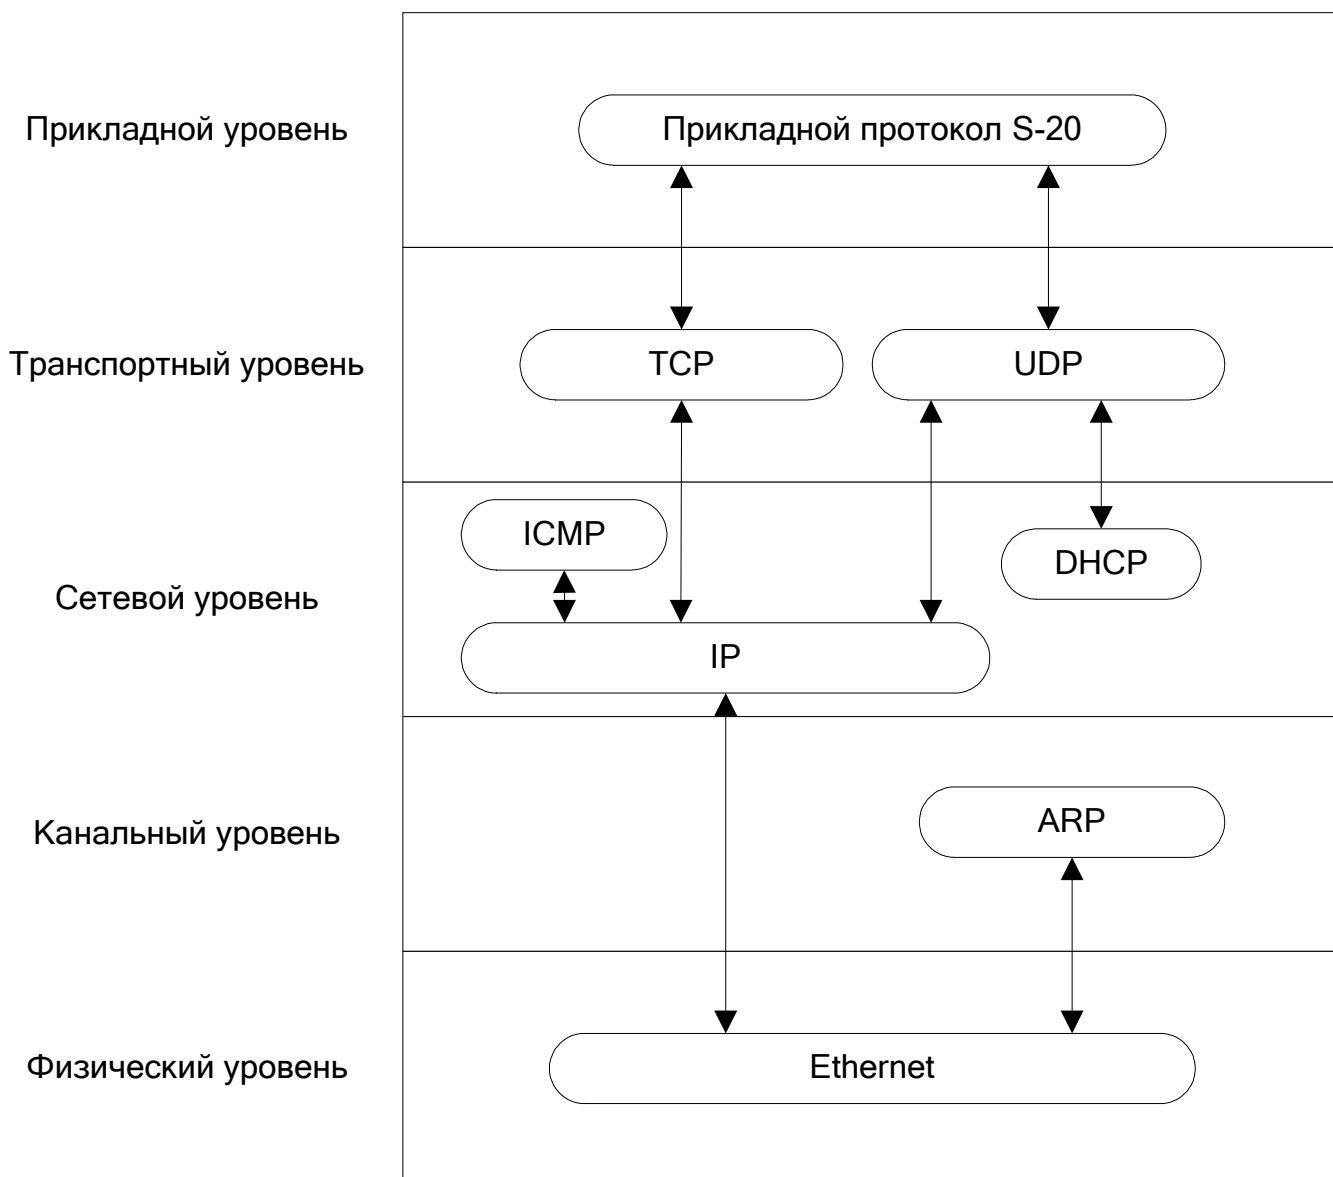 Прикладной уровень
Прикладной протокол S-20
Транспортный уровень
TCP
UDP
Сетевой уровень
ICMP
DHCP
IP
Канальный уровень
ARP
Физический уровень
Ethernet